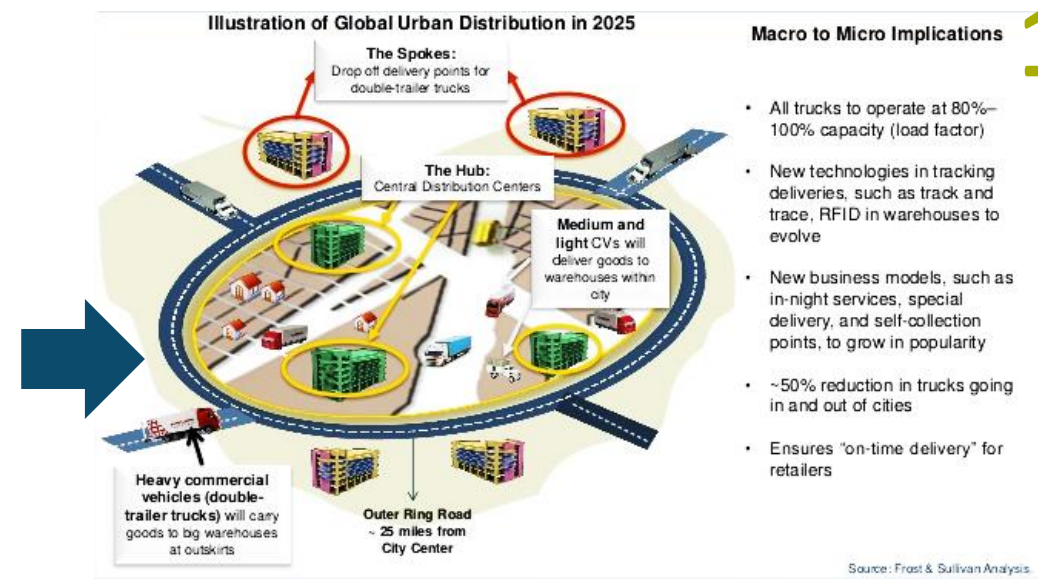 Illustration of Global Urban Distribution in 2025
The Spokes:
Drop off delivery points for
double-trailer trucks
The Hub:
Central Distribution Centers
Medium and
light CVs will
deliver goods to
warehouses within
city
Heavy commercial
vehicles (double-
trailer trucks) will carry
goods to big warehouses
at outskirts
Outer Ring Road
~ 25 miles from
City Center
Macro to Micro Implications
• All trucks to operate at 80%–
100% capacity (load factor)
• New technologies in tracking
deliveries, such as track and
trace, RFID in warehouses to
evolve
• New business models, such as
in-night services, special
delivery, and self-collection
points, to grow in popularity
• ~50% reduction in trucks going
in and out of cities
• Ensures “on-time delivery” for
retailers
Source: Frost & Sullivan Analysis.